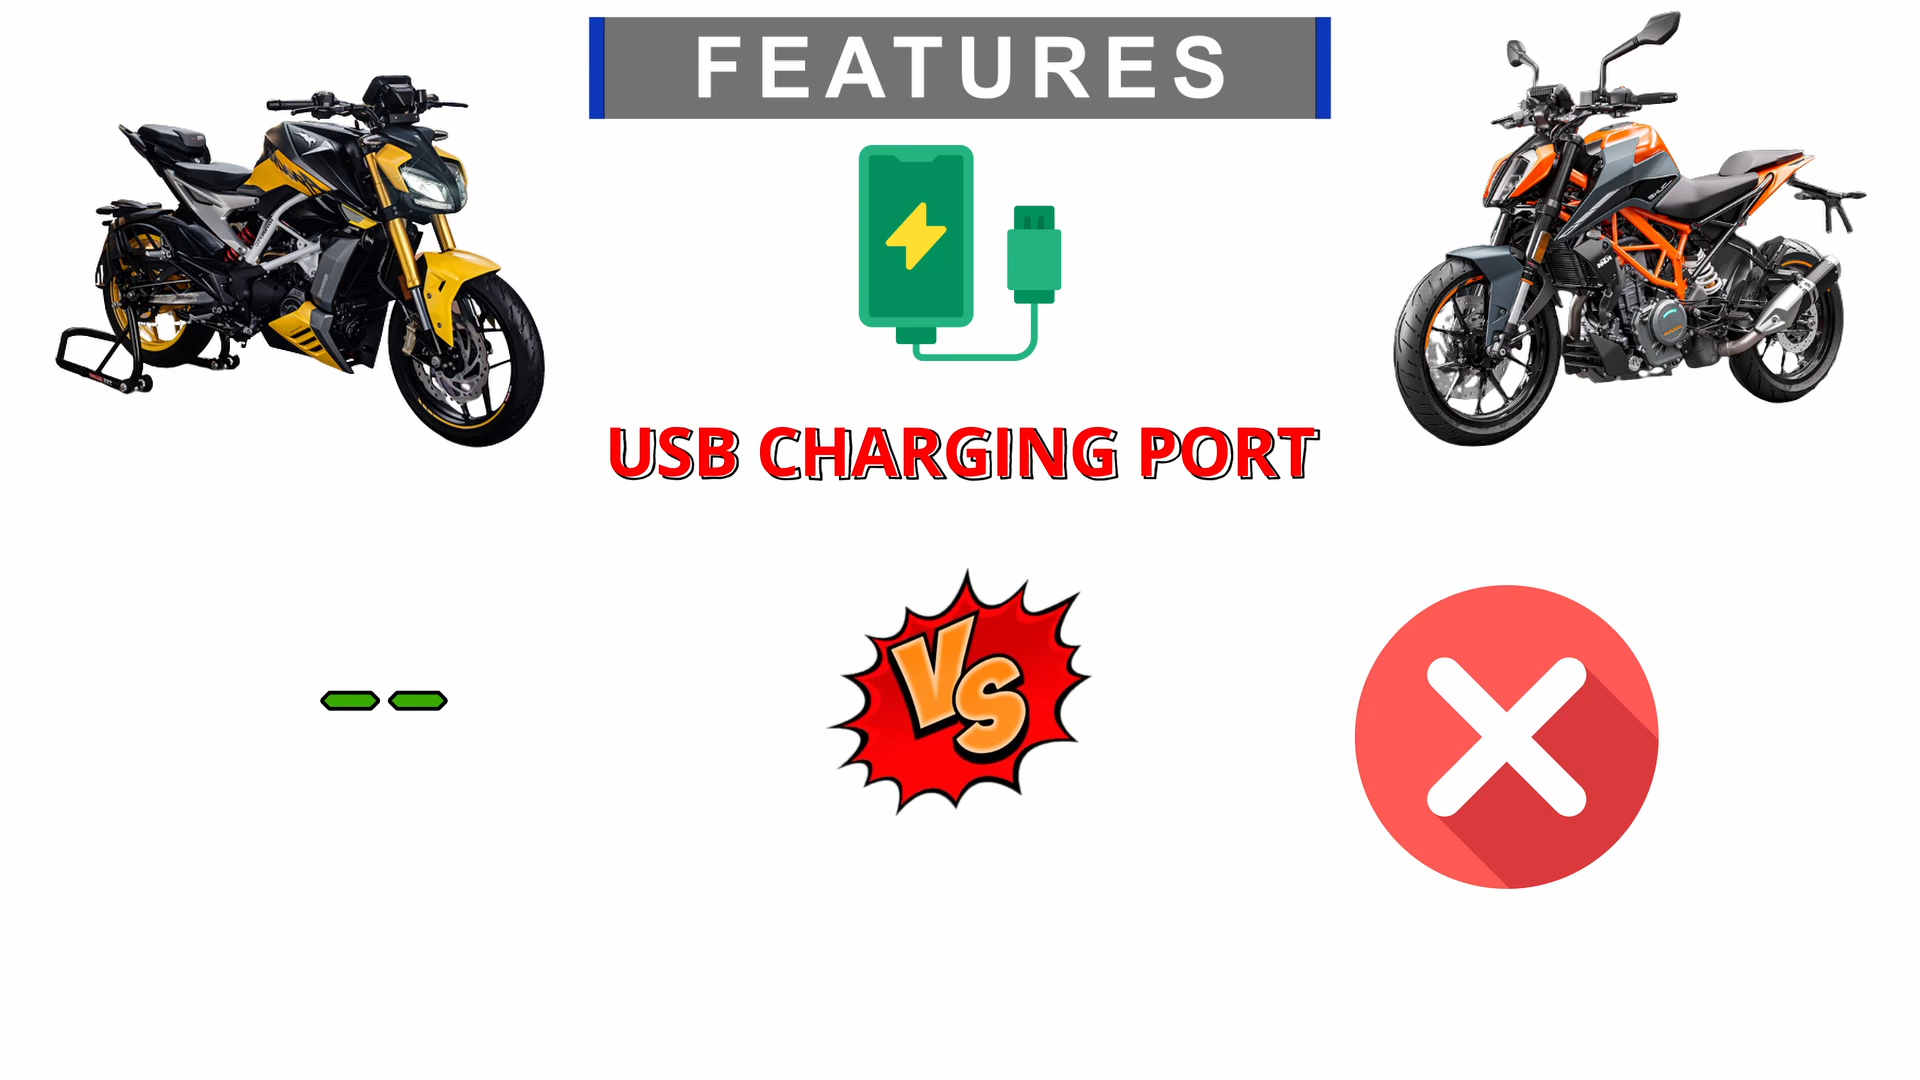 FEATURES
USB CHARGING PORT
--
VS